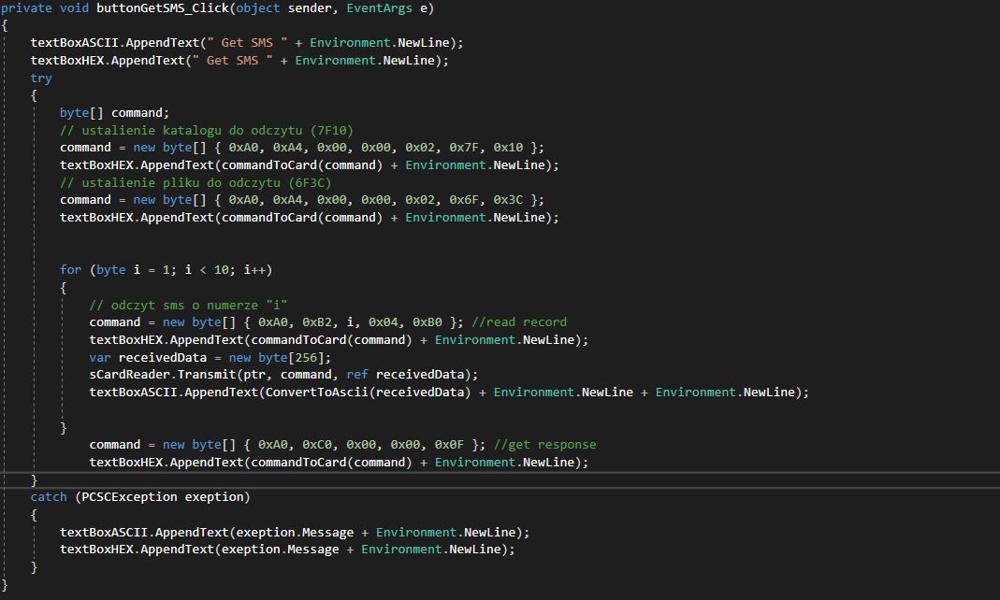 private void buttonGetSMS_Click(object sender, EventArgs e)
{
textBoxASCII.AppendText(" Get SMS " + Environment.NewLine);
textBoxHEX.AppendText(" Get SMS " + Environment.NewLine);
try
{
byte[] command;
// ustalienie katalogu do odczytu (7F10)
command = new byte[] { 0xA0, 0xA4, 0x00, 0x00, 0x02, 0x7F, 0x10 };
textBoxHEX.AppendText(commandToCard(command) + Environment.NewLine);
// ustalienie pliku do odczytu (6F3C)
command = new byte[] { 0xA0, 0xA4, 0x00, 0x00, 0x02, 0x6F, 0x3C };
textBoxHEX.AppendText(commandToCard(command) + Environment.NewLine);
for (byte i = 1; i < 10; i++)
{
// odczyt sms o numerze "i"
command = new byte[] { 0xA0, 0xB2, i, 0x04, 0xB0 }; //read record
textBoxHEX.AppendText(commandToCard(command) + Environment.NewLine);
var receivedData = new byte[256];
sCardReader.Transmit(ptr, command, ref receivedData);
textBoxASCII.AppendText(ConvertToAscii(receivedData) + Environment.NewLine + Environment.NewLine);
}
command = new byte[] { 0xA0, 0xC0, 0x00, 0x00, 0x0F }; //get response
textBoxHEX.AppendText(commandToCard(command) + Environment.NewLine);
}
catch (PCSCException exeption)
{
textBoxASCII.AppendText(exeption.Message + Environment.NewLine);
textBoxHEX.AppendText(exeption.Message + Environment.NewLine);
}
}